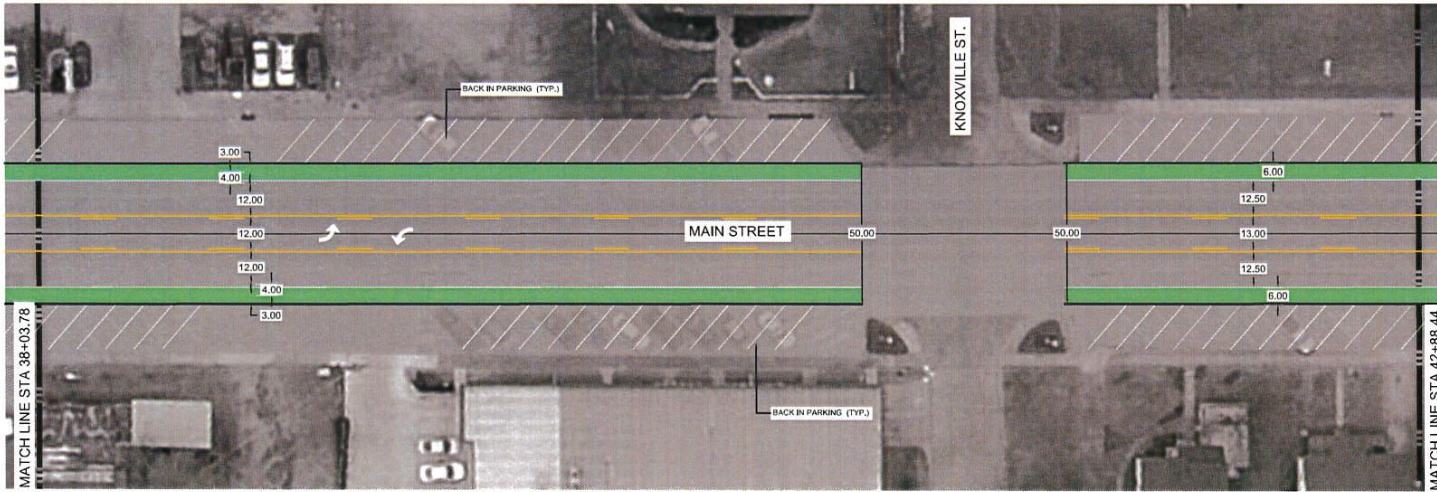 KNOXVILLE ST.
BACK IN PARKING (TYP.)
3.00
4.00
12.00
12.00
12.00
4.00
3.00
MAIN STREET
50.00
50.00
6.00
12.50
13.00
12.50
6.00
BACK IN PARKING (TYP.)
MATCH LINE STA 38+03.78
MATCH LINE STA 42+88.44